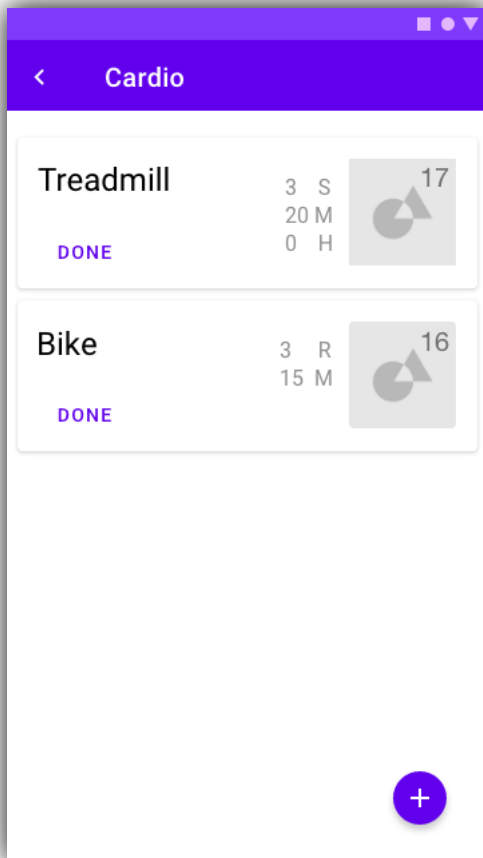 Cardio
Treadmill
3 S
20 M
0 H
17
DONE
Bike
3 R
15 M
16
DONE